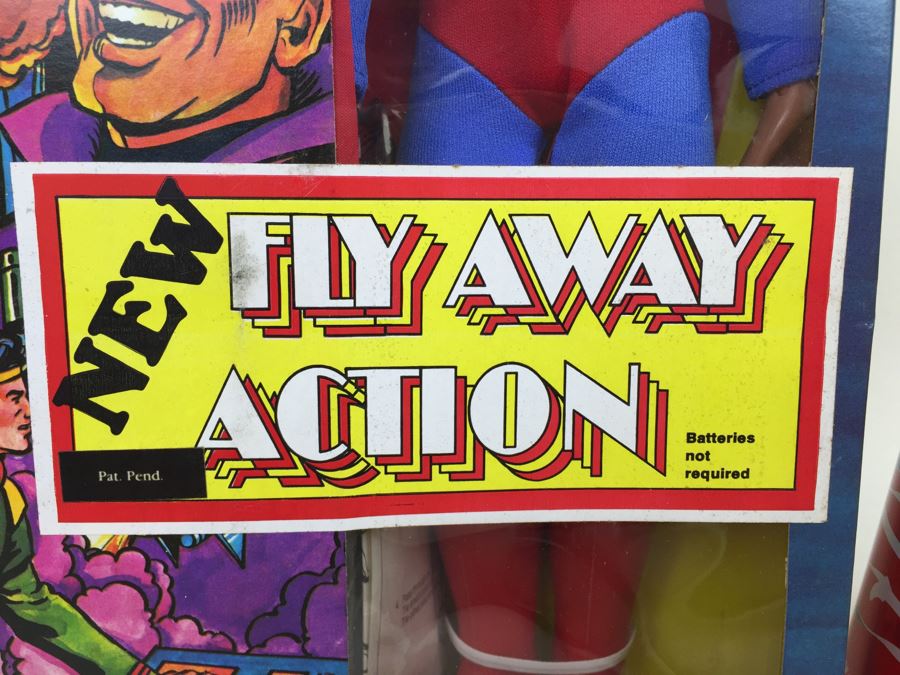 NEW
FLY AWAY
ACTION
Batteries
not
required
Pat. Pend.